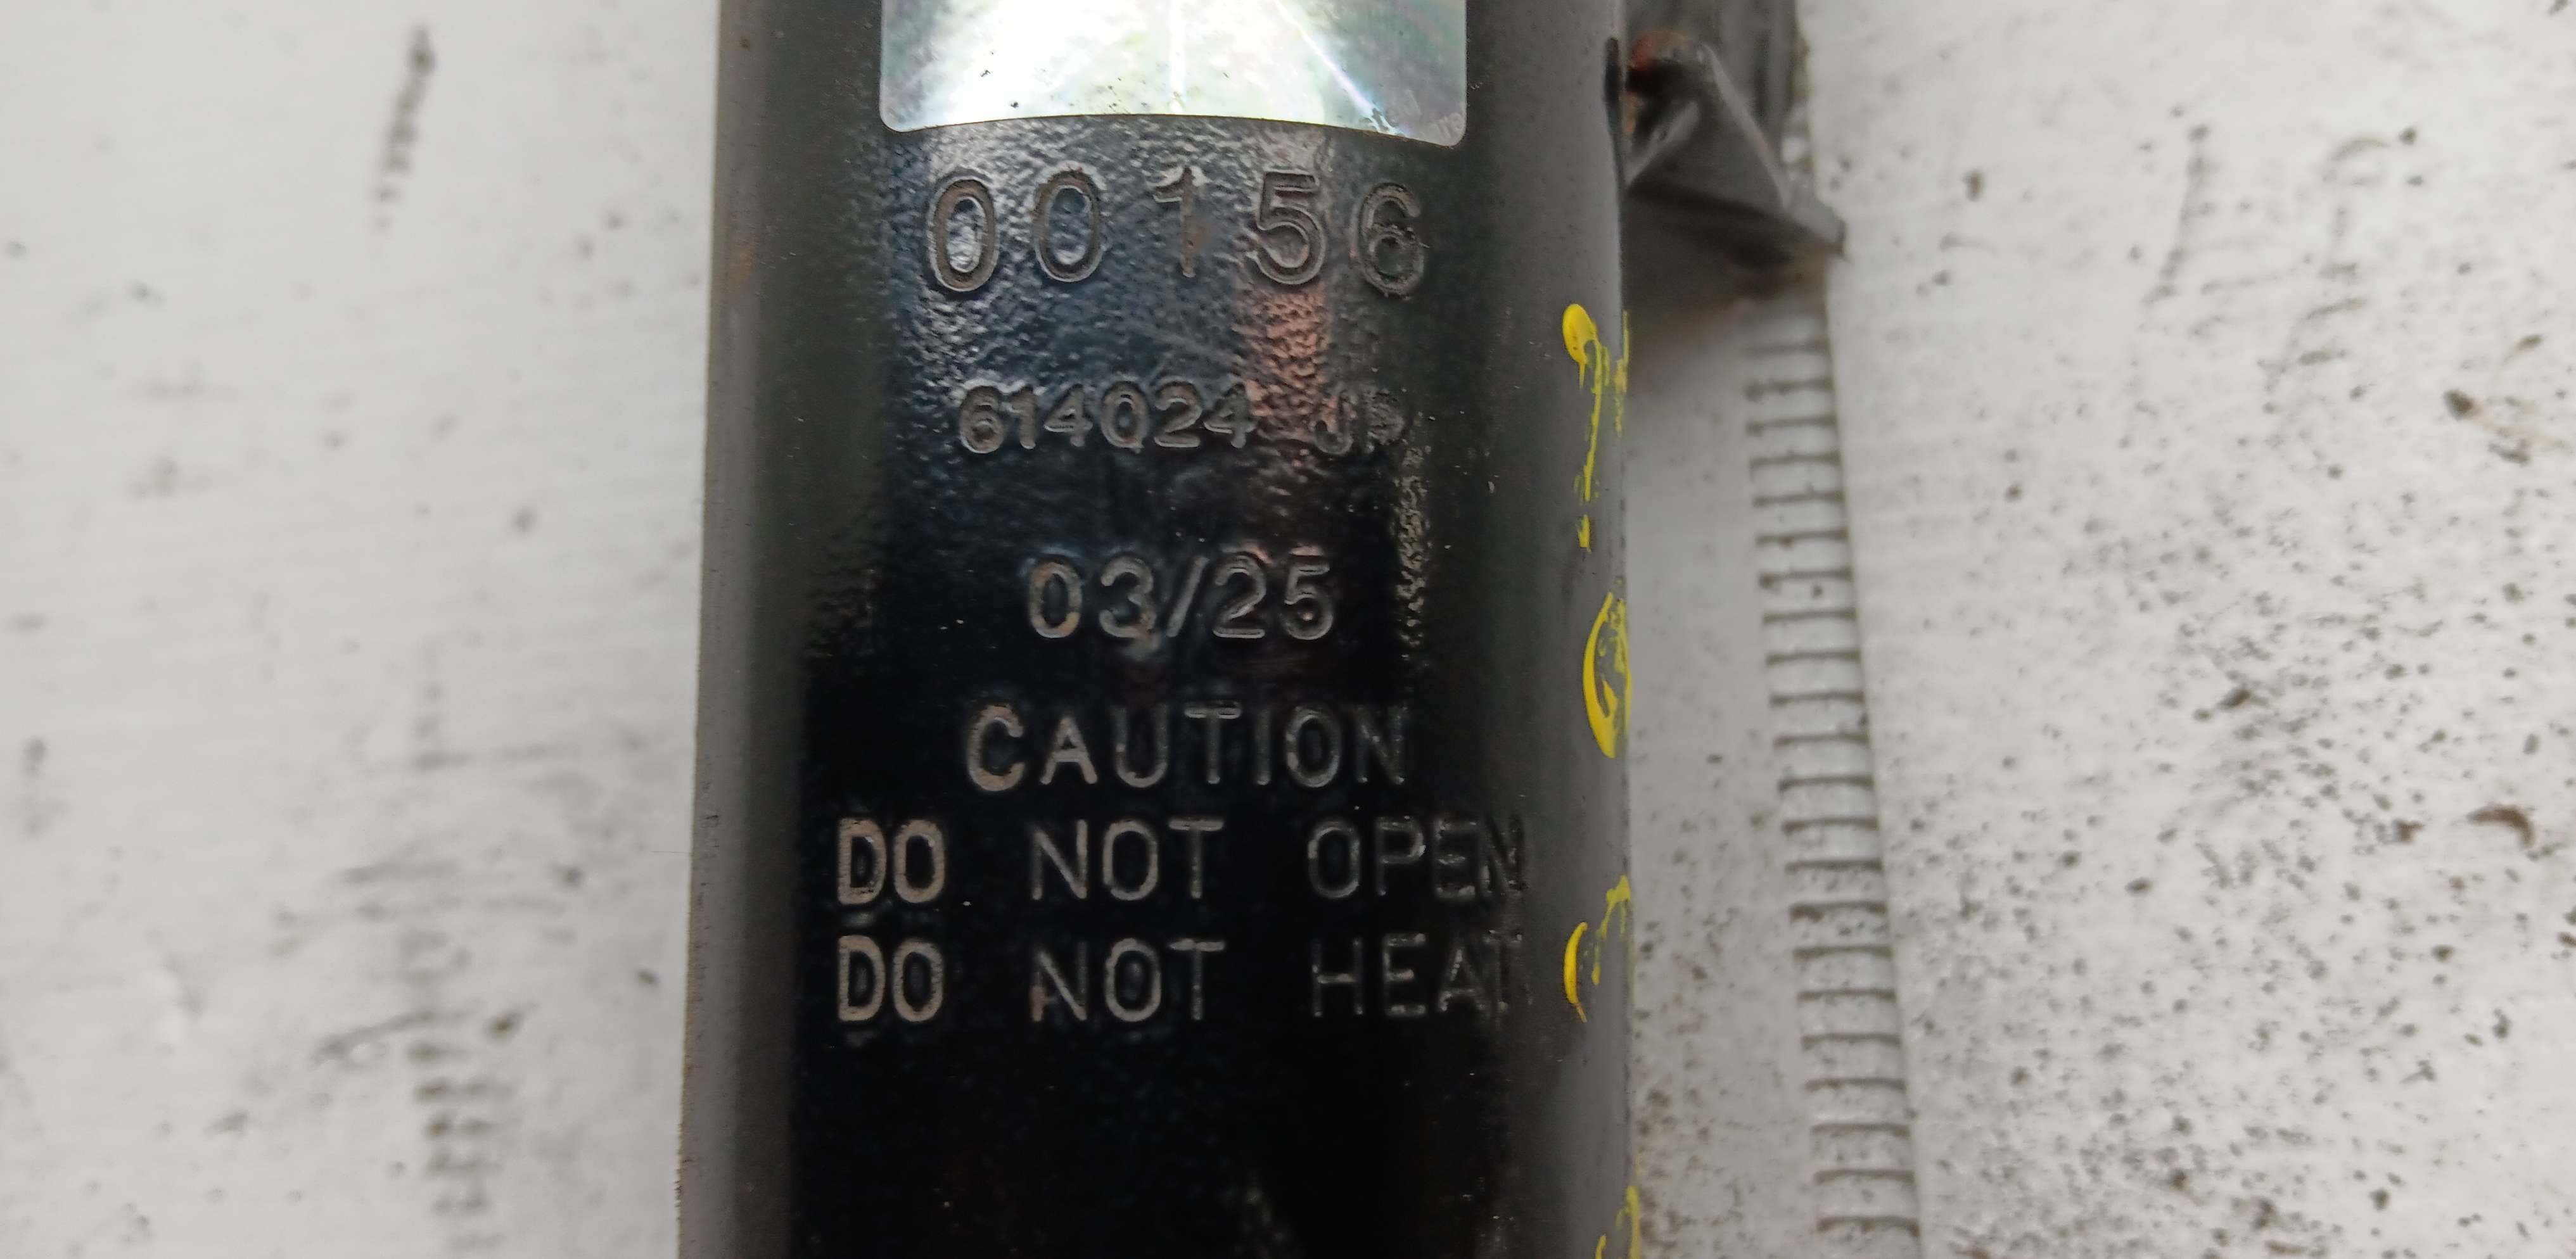 00156
614024 JP
03/25
CAUTION
DO NOT OPEN
DO NOT HEAT